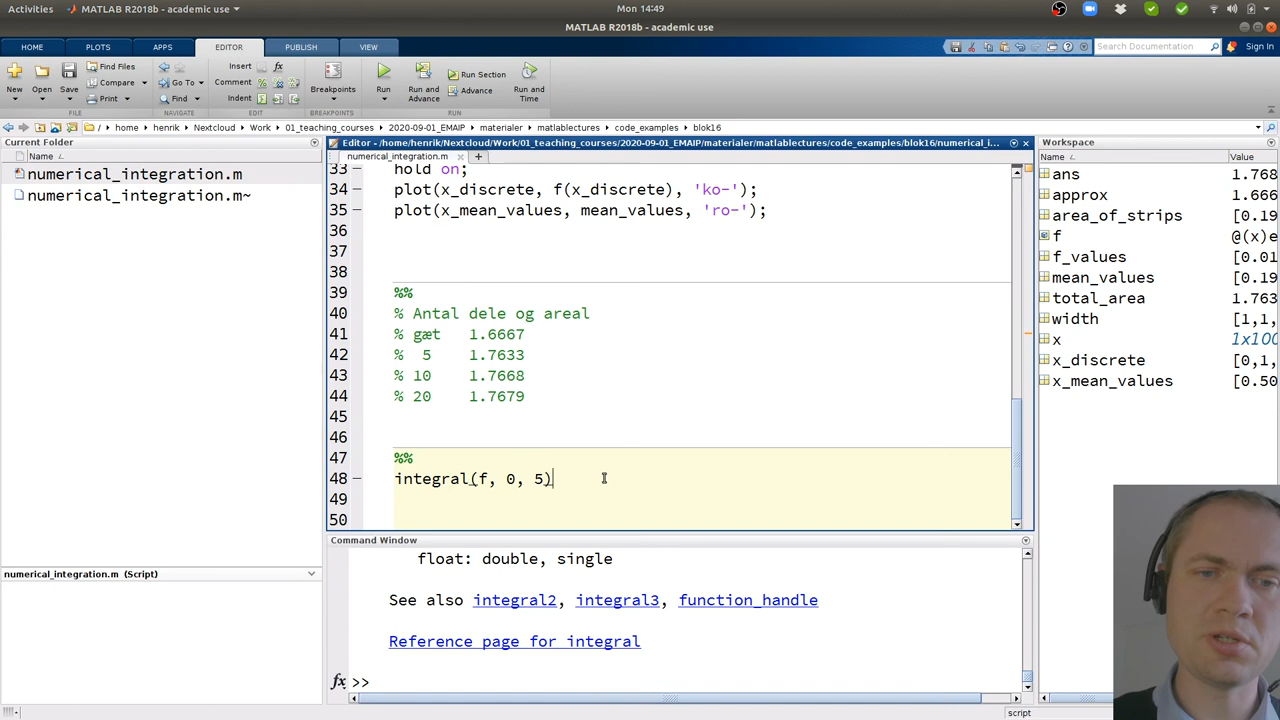 Activities
MATLAB R2018b - academic use
Mon 14:49
MATLAB R2018b - academic use
HOME PLOTS APPS EDITOR PUBLISH VIEW
Search Documentation
Sign In
New Open Save
Find Files
Compare
Print
Go To
Find
Insert
Comment
Indent
Breakpoints
Run
Run and Advance
Run Section
Advance
Run and Time
FILE NAVIGATE EDIT BREAKPOINTS RUN
/ home henrik Nextcloud Work 01_teaching_courses 2020-09-01_EMAIP materialer matlablectures code_examples blok16
Current Folder
Name
numerical_integration.m
numerical_integration.m~
numerical_integration.m (Script)
Editor - /home/henrik/Nextcloud/Work/01_teaching_courses/2020-09-01_EMAIP/materialer/matlablectures/code_examples/blok16/numerical_in...
numerical_integration.m
33 hold on;
34 plot(x_discrete, f(x_discrete), 'ko-');
35 plot(x_mean_values, mean_values, 'ro-');
36
37
38
39 %%
40 % Antal dele og areal
41 % gæt 1.6667
42 % 5 1.7633
43 % 10 1.7668
44 % 20 1.7679
45
46
47 %%
48 integral(f, 0, 5)
49
50
Command Window
float: double, single
See also integral2, integral3, function_handle
Reference page for integral
fx >>
Workspace
Name Value
ans 1.768
approx 1.666
area_of_strips [0.19
f @(x)e
f_values [0.01
mean_values [0.19
total_area 1.763
width [1,1,
x 1x100
x_discrete [0,1,
x_mean_values [0.50
script